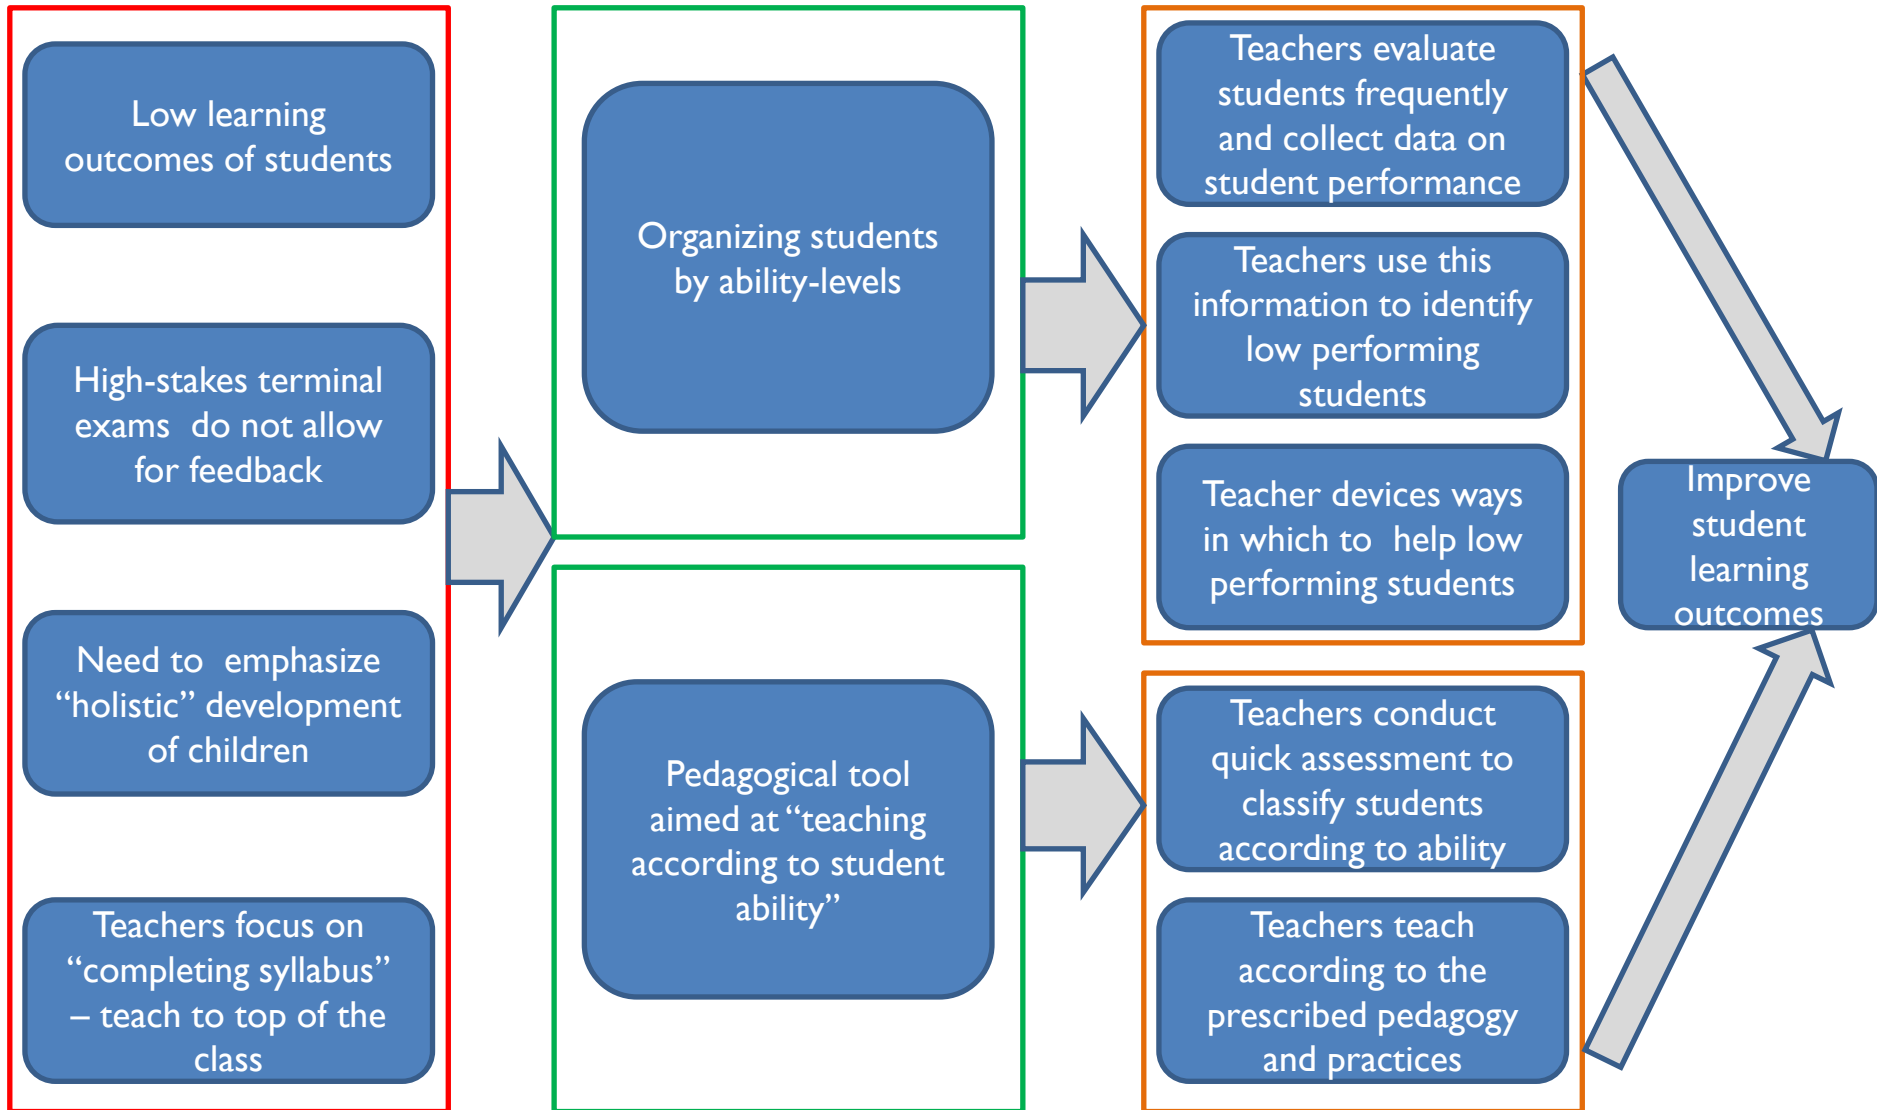 Low learning
outcomes of students
High-stakes terminal
exams do not allow
for feedback
Need to emphasize
“holistic” development
of children
Teachers focus on
“completing syllabus”
– teach to top of the
class
Organizing students
by ability-levels
Pedagogical tool
aimed at “teaching
according to student
ability”
Teachers evaluate
students frequently
and collect data on
student performance
Teachers use this
information to identify
low performing
students
Teacher devices ways
in which to help low
performing students
Teachers conduct
quick assessment to
classify students
according to ability
Teachers teach
according to the
prescribed pedagogy
and practices
Improve
student
learning
outcomes